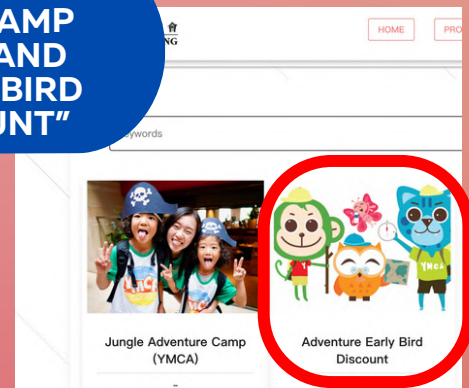 AMP
AND
BIRD
UNT”
NG
HOME
PRO
eywords
YMCA
Jungle Adventure Camp
(YMCA)
Adventure Early Bird
Discount